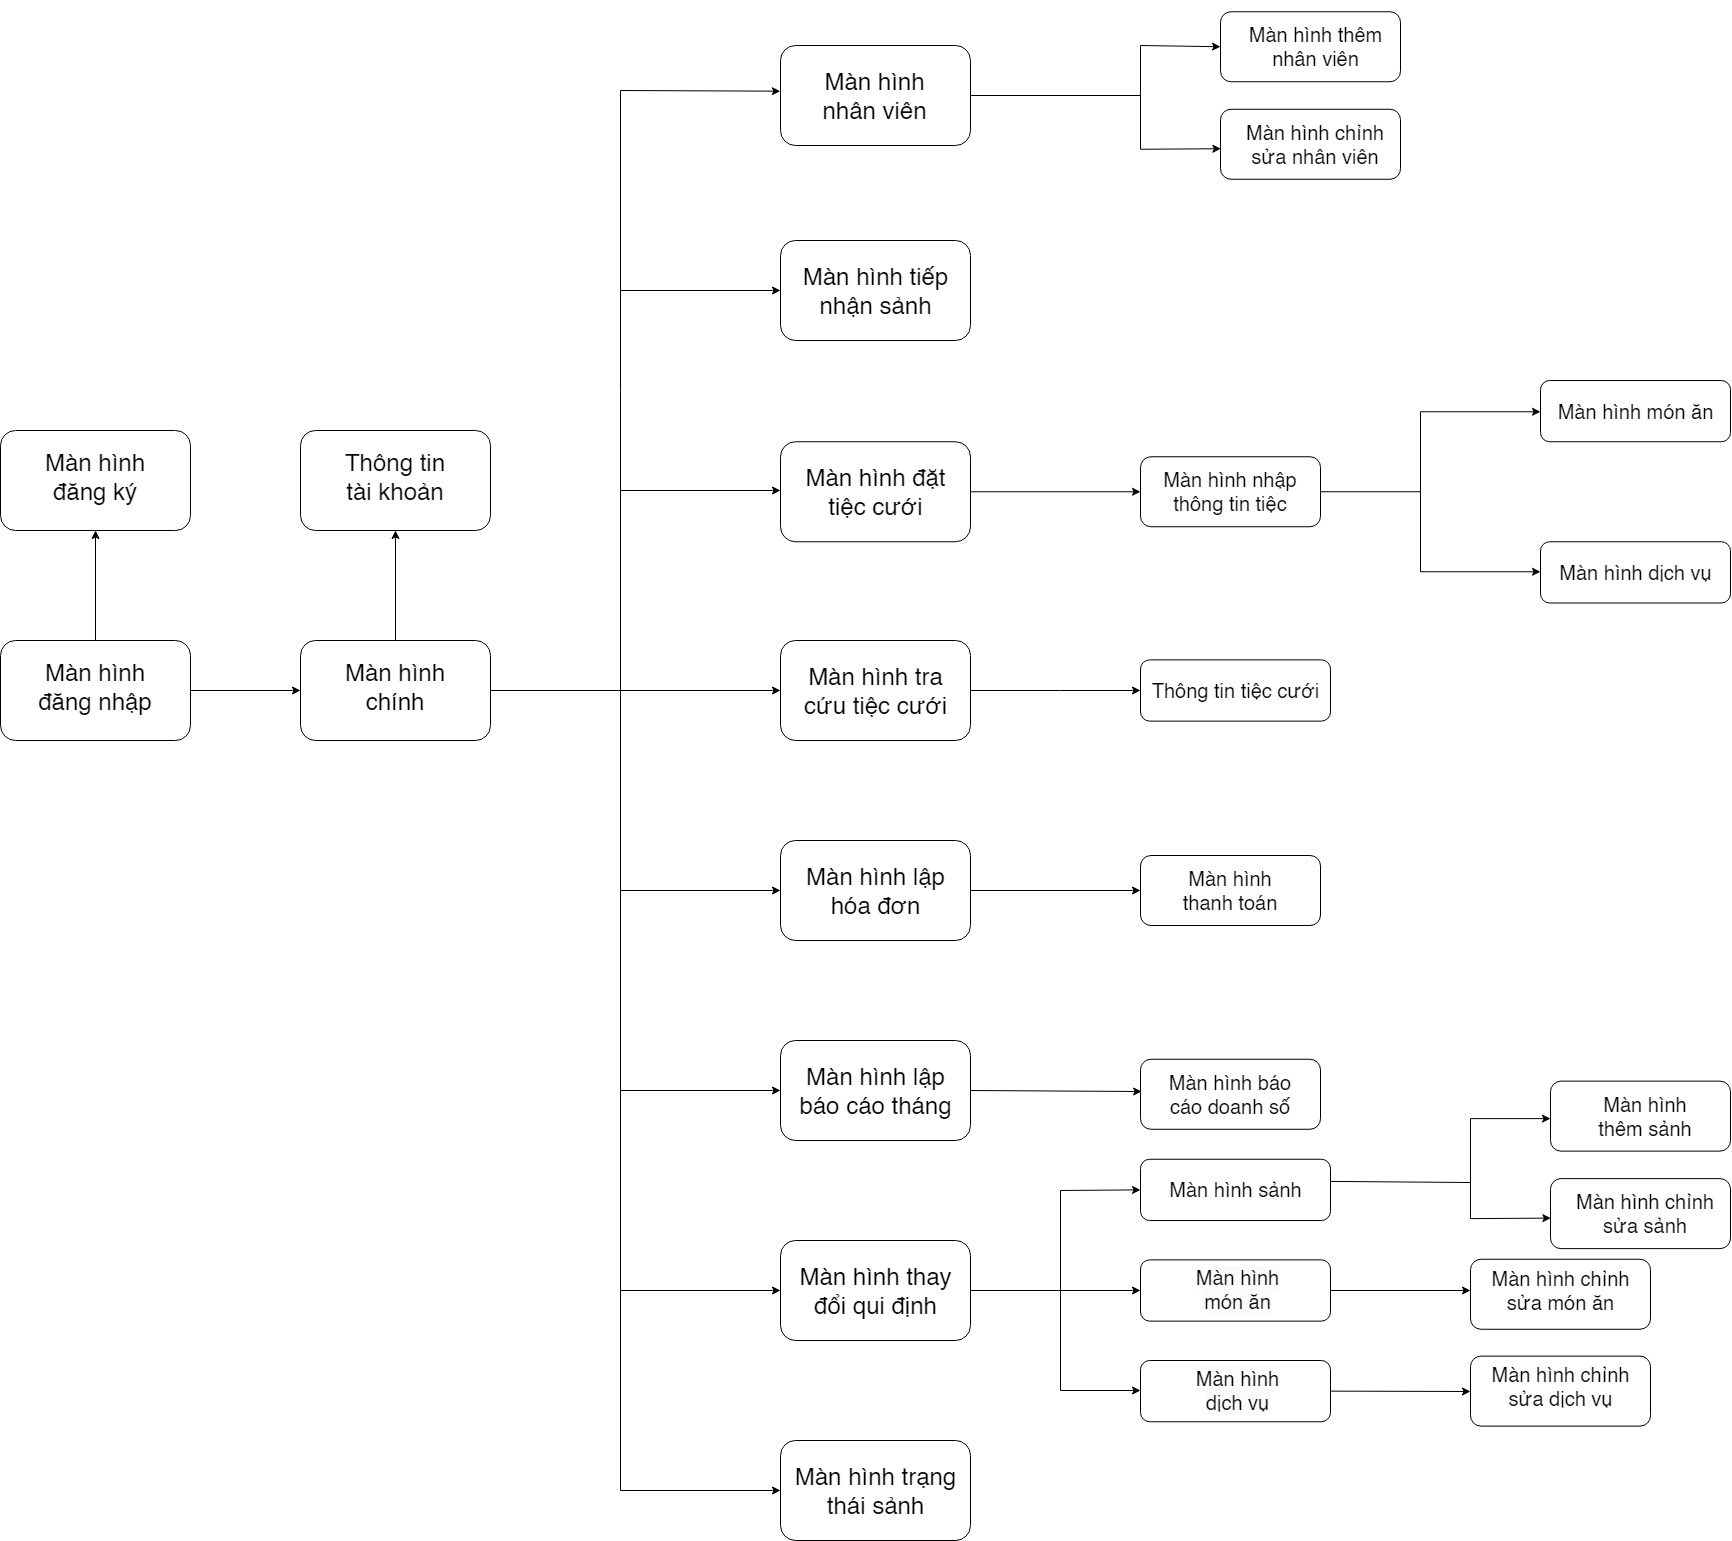 Màn hình
đăng ký
Màn hình
đăng nhập
Thông tin
tài khoản
Màn hình
chính
Màn hình
nhân viên
Màn hình thêm
nhân viên
Màn hình chỉnh
sửa nhân viên
Màn hình tiếp
nhận sảnh
Màn hình đặt
tiệc cưới
Màn hình nhập
thông tin tiệc
Màn hình món ăn
Màn hình dịch vụ
Màn hình tra
cứu tiệc cưới
Thông tin tiệc cưới
Màn hình lập
hóa đơn
Màn hình
thanh toán
Màn hình lập
báo cáo tháng
Màn hình báo
cáo doanh số
Màn hình thay
đổi qui định
Màn hình sảnh
Màn hình
thêm sảnh
Màn hình chỉnh
sửa sảnh
Màn hình
món ăn
Màn hình chỉnh
sửa món ăn
Màn hình
dịch vụ
Màn hình chỉnh
sửa dịch vụ
Màn hình trạng
thái sảnh